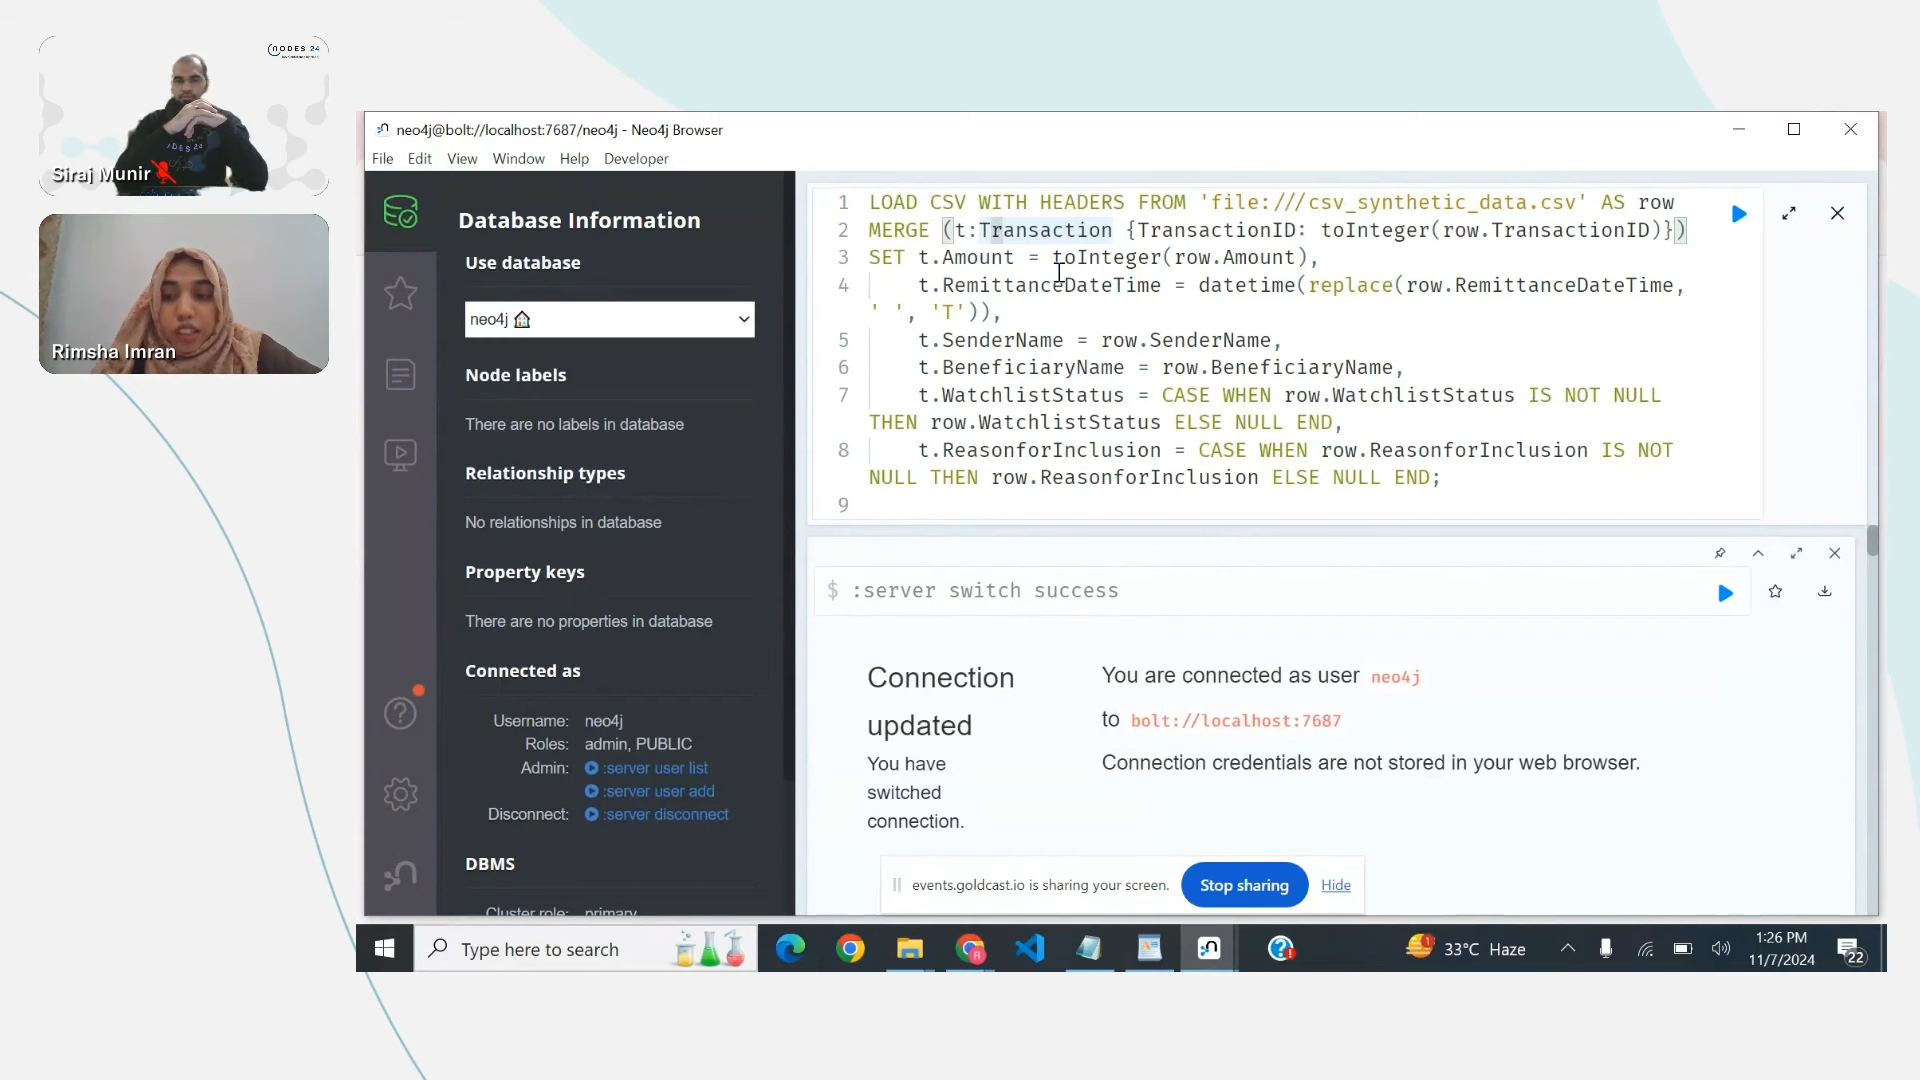 NODES 24
Siraj Munir
Rimsha Imran
neo4j@bolt://localhost:7687/neo4j - Neo4j Browser
File Edit View Window Help Developer
Database Information
Use database
neo4j
Node labels
There are no labels in database
Relationship types
No relationships in database
Property keys
There are no properties in database
Connected as
Username: neo4j
Roles: admin, PUBLIC
Admin: :server user list
:server user add
Disconnect: :server disconnect
DBMS
Cluster role: primary
1 LOAD CSV WITH HEADERS FROM 'file:///csv_synthetic_data.csv' AS row
2 MERGE (t:Transaction {TransactionID: toInteger(row.TransactionID)})
3 SET t.Amount = toInteger(row.Amount),
4 t.RemittanceDateTime = datetime(replace(row.RemittanceDateTime,
' ', 'T')),
5 t.SenderName = row.SenderName,
6 t.BeneficiaryName = row.BeneficiaryName,
7 t.WatchlistStatus = CASE WHEN row.WatchlistStatus IS NOT NULL
THEN row.WatchlistStatus ELSE NULL END,
8 t.ReasonforInclusion = CASE WHEN row.ReasonforInclusion IS NOT
NULL THEN row.ReasonforInclusion ELSE NULL END;
9
$ :server switch success
Connection
updated
You have
switched
connection.
You are connected as user neo4j
to bolt://localhost:7687
Connection credentials are not stored in your web browser.
events.goldcast.io is sharing your screen. Stop sharing Hide
Type here to search
33°C Haze
1:26 PM
11/7/2024
22